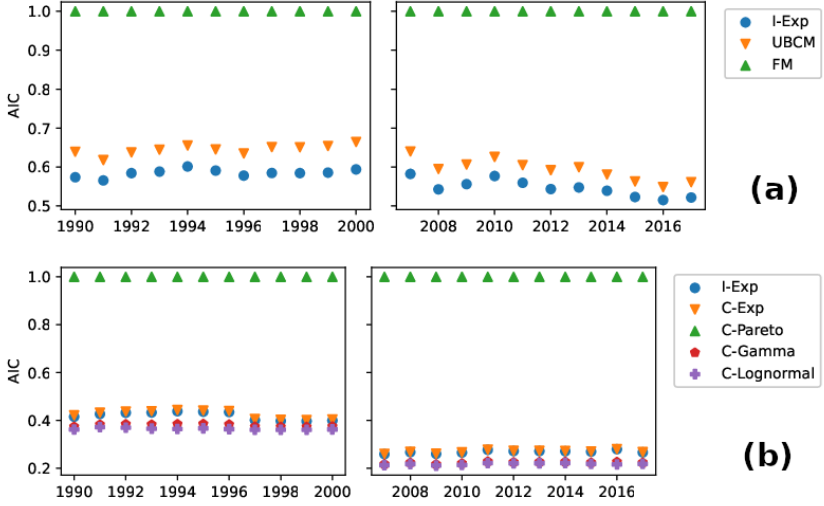 1.0
0.9
0.8
0.7
0.6
0.5
AIC
1990 1992 1994 1996 1998 2000
2008 2010 2012 2014 2016
I-Exp
UBCM
FM
(a)
1.0
0.8
0.6
0.4
0.2
AIC
1990 1992 1994 1996 1998 2000
2008 2010 2012 2014 2016
I-Exp
C-Exp
C-Pareto
C-Gamma
C-Lognormal
(b)